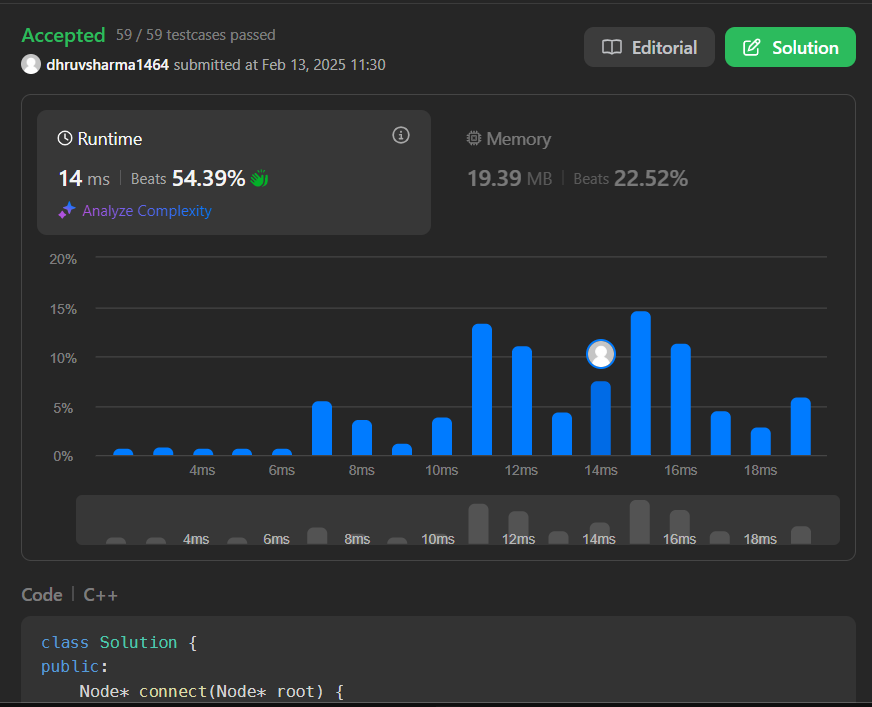 Accepted 59 / 59 testcases passed
Editorial
Solution
dhruvsharma1464 submitted at Feb 13, 2025 11:30
Runtime
14 ms | Beats 54.39%
Analyze Complexity
Memory
19.39 MB | Beats 22.52%
20%
15%
10%
5%
0%
4ms 6ms 8ms 10ms 12ms 14ms 16ms 18ms
4ms 6ms 8ms 10ms 12ms 14ms 16ms 18ms
Code | C++
class Solution {
public:
    Node* connect(Node* root) {